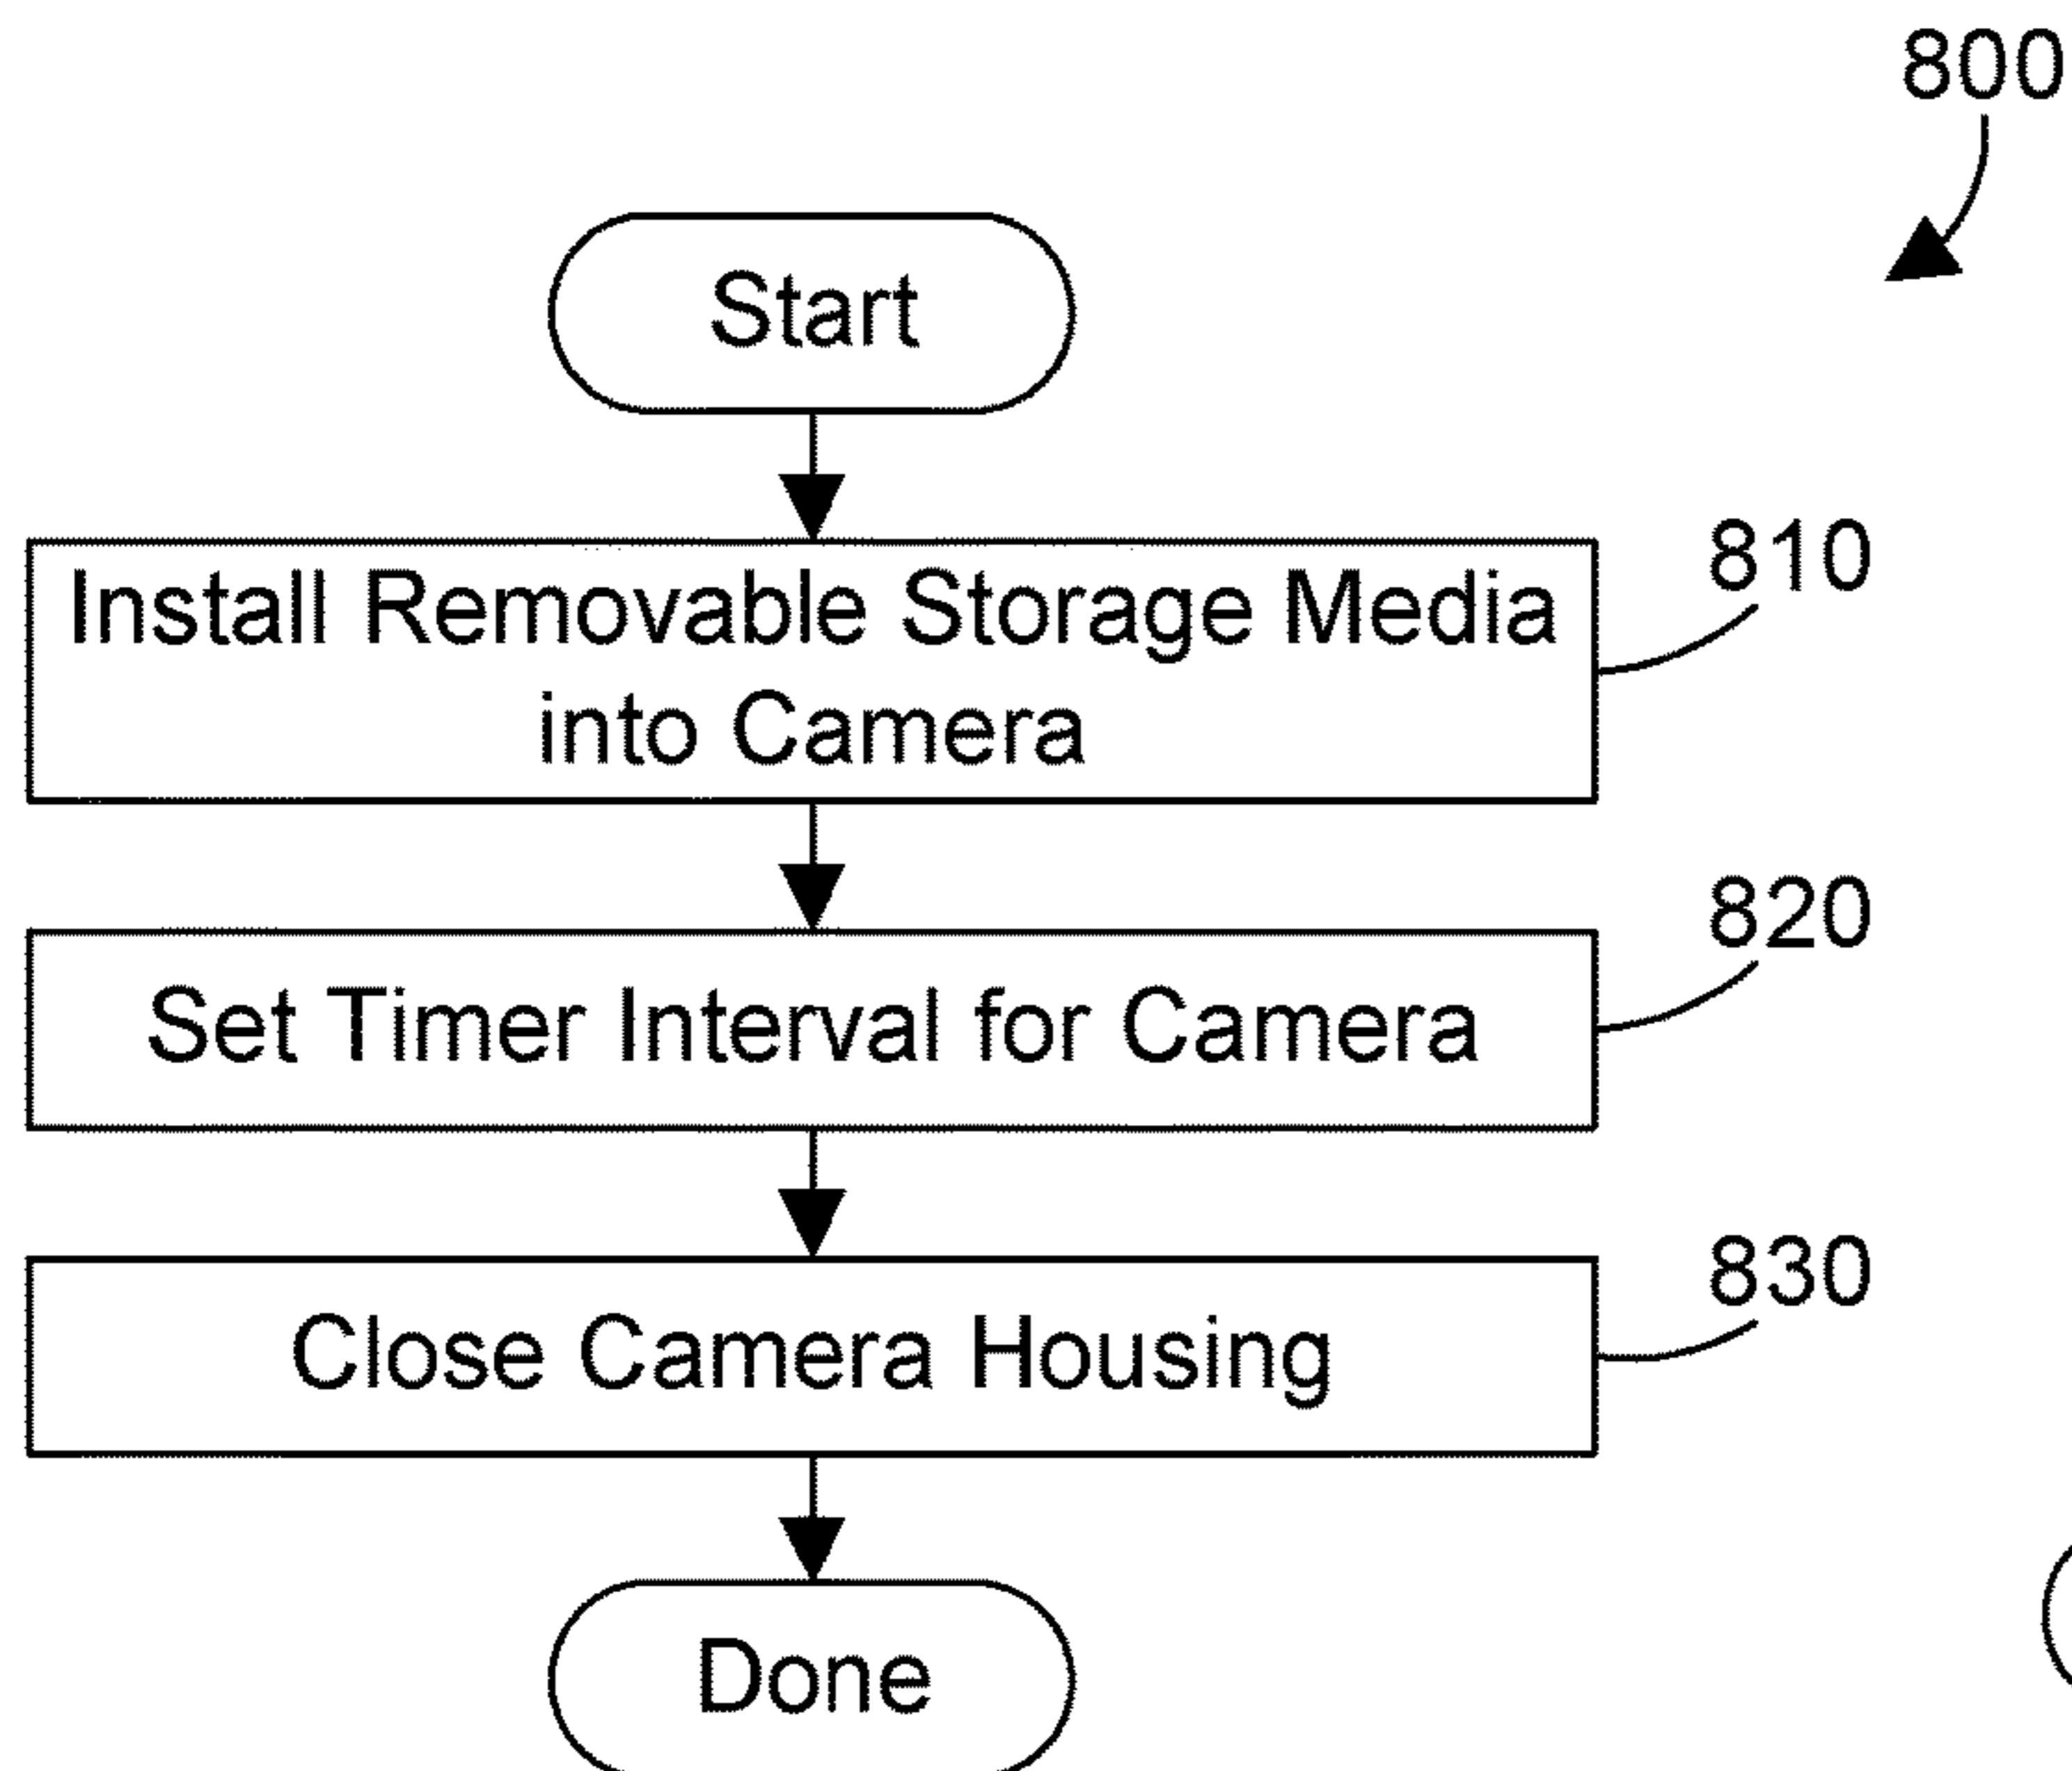 800
Start
Install Removable Storage Media
into Camera
810
Set Timer Interval for Camera
820
Close Camera Housing
830
Done